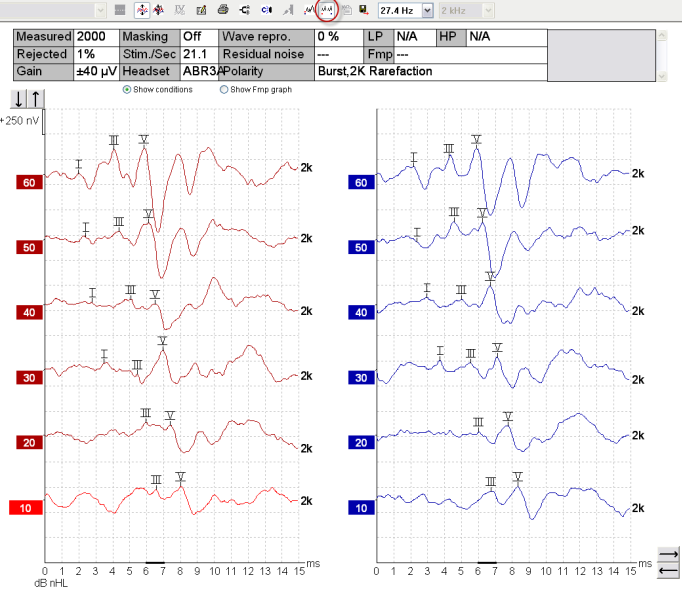 27.4 Hz 2 kHz
Measured 2000 Masking Off Wave repro. 0 % LP N/A HP N/A
Rejected 1% Stim./Sec 21.1 Residual noise --- Fmp ---
Gain ±40 µV Headset ABR3A Polarity Burst,2K Rarefaction
Show conditions Show Fmp graph
+250 nV
I III V I III V
60 2k 60 2k
I III V I III V
50 2k 50 2k
I III V I III V
40 2k 40 2k
I III V I III V
30 2k 30 2k
III V III V
20 2k 20 2k
III V III V
10 2k 10 2k
ms ms
0 1 2 3 4 5 6 7 8 9 10 11 12 13 14 15 0 1 2 3 4 5 6 7 8 9 10 11 12 13 14 15
dB nHL